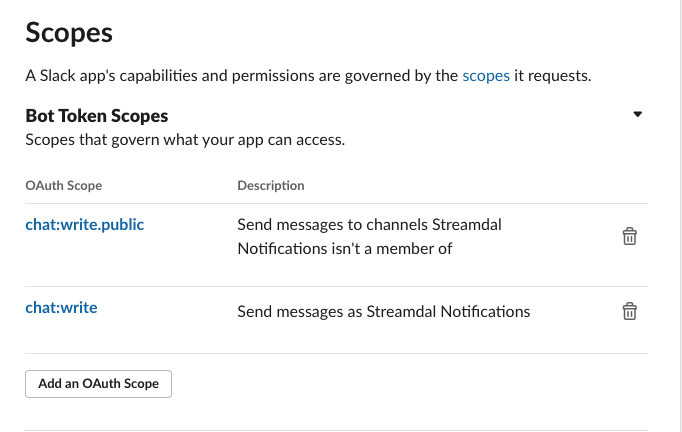 Scopes
A Slack app's capabilities and permissions are governed by the scopes it requests.
Bot Token Scopes
Scopes that govern what your app can access.
OAuth Scope Description
chat:write.public Send messages to channels Streamdal
Notifications isn't a member of
chat:write Send messages as Streamdal Notifications
Add an OAuth Scope